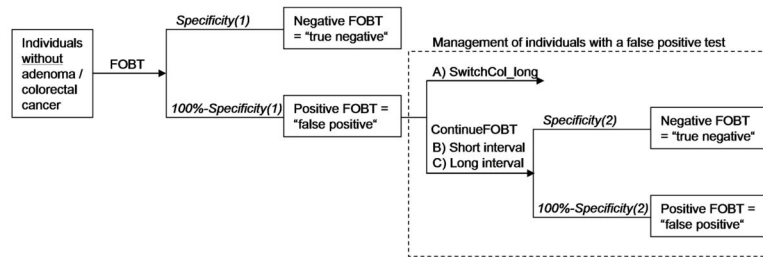 Individuals
without
adenoma /
colorectal
cancer
FOBT
Specificity(1)
Negative FOBT
= "true negative"
100%-Specificity(1)
Positive FOBT =
"false positive"
Management of individuals with a false positive test
A) SwitchCol_long
ContinueFOBT
B) Short interval
C) Long interval
Specificity(2)
Negative FOBT
= "true negative"
100%-Specificity(2)
Positive FOBT =
"false positive"